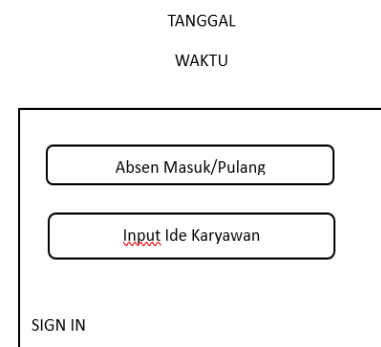 TANGGAL
WAKTU
Absen Masuk/Pulang
Input Ide Karyawan
SIGN IN